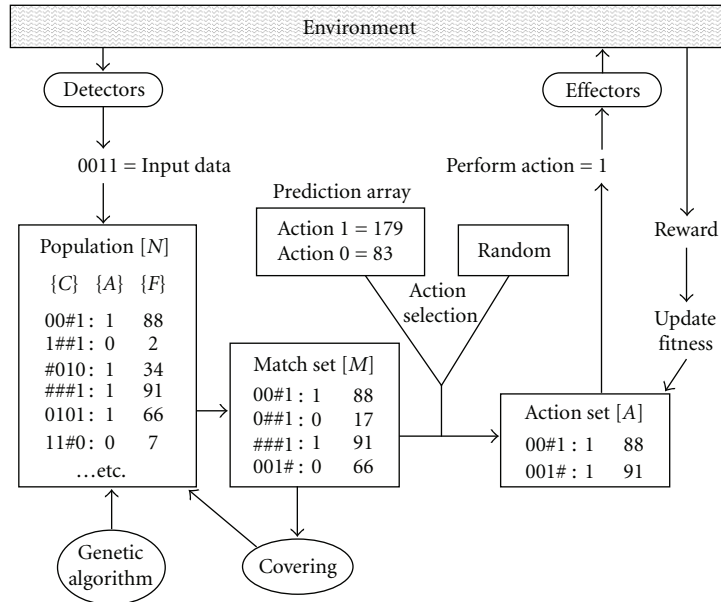 Environment
Detectors
Effectors
0011 = Input data
Perform action = 1
Prediction array
Action 1 = 179
Action 0 = 83
Random
Reward
Action
selection
Update
fitness
Population [N]
{C} {A} {F}
00#1 : 1 88
1##1 : 0 2
#010 : 1 34
###1 : 1 91
0101 : 1 66
11#0 : 0 7
...etc.
Match set [M]
00#1 : 1 88
0##1 : 0 17
###1 : 1 91
001# : 0 66
Action set [A]
00#1 : 1 88
001# : 1 91
Genetic
algorithm
Covering